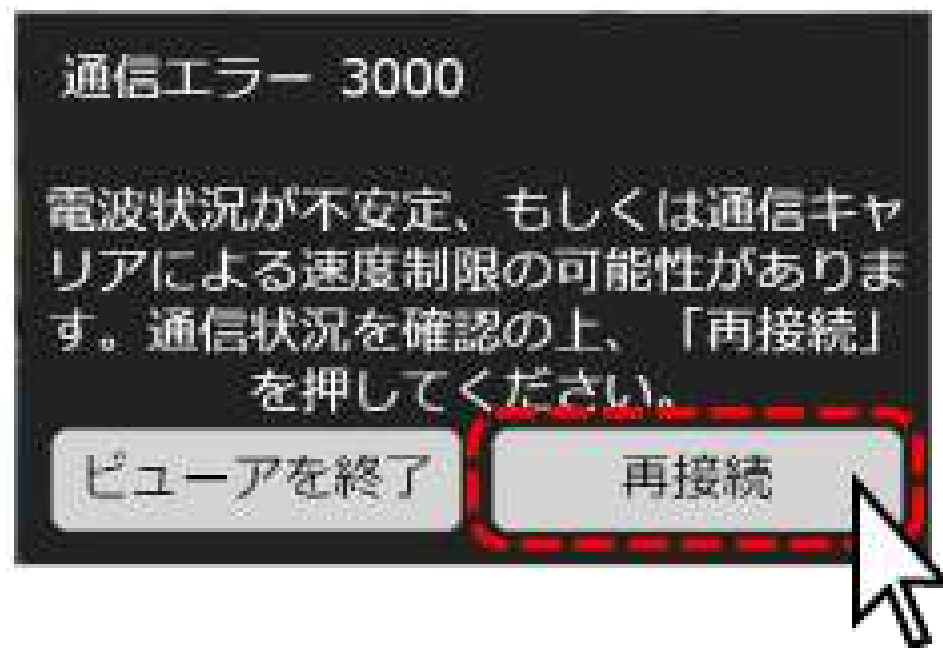 通信エラー 3000
電波状況が不安定、もしくは通信キャ
リアによる速度制限の可能性がありま
す。通信状況を確認の上、「再接続」
を押してください。
ビューアを終了
再接続